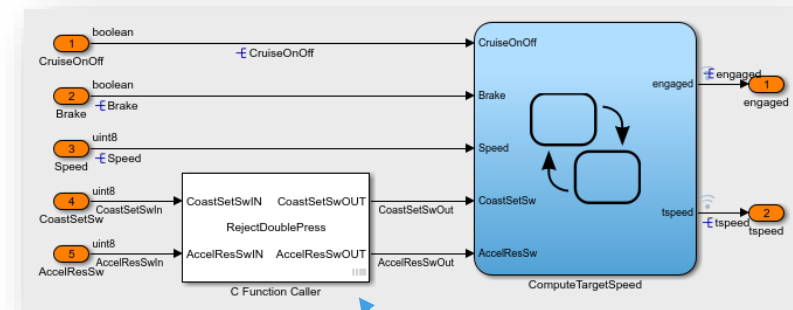 boolean
1
CruiseOnOff
CruiseOnOff
CruiseOnOff
boolean
2
Brake
Brake
Brake
uint8
3
Speed
Speed
Speed
uint8
4
CoastSetSw
CoastSetSwIn
CoastSetSwIN CoastSetSwOUT
CoastSetSwOut
CoastSetSw
RejectDoublePress
uint8
5
AccelResSw
AccelResSwIn
AccelResSwIN AccelResSwOUT
AccelResSwOut
AccelResSw
C Function Caller
engaged
engaged
1
engaged
tspeed
tspeed
2
tspeed
ComputeTargetSpeed